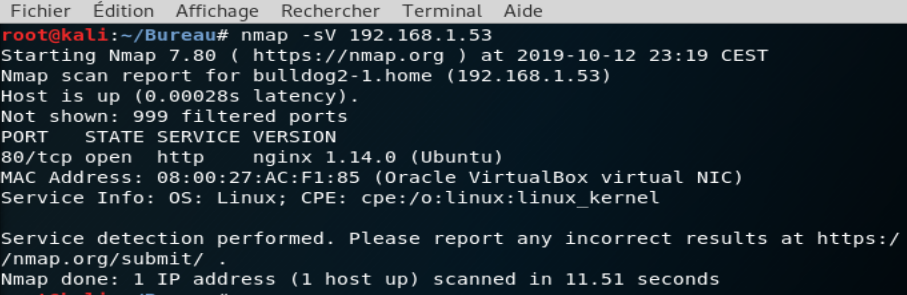 Fichier Édition Affichage Rechercher Terminal Aide
root@kali:~/Bureau# nmap -sV 192.168.1.53
Starting Nmap 7.80 ( https://nmap.org ) at 2019-10-12 23:19 CEST
Nmap scan report for bulldog2-1.home (192.168.1.53)
Host is up (0.00028s latency).
Not shown: 999 filtered ports
PORT   STATE SERVICE VERSION
80/tcp open  http    nginx 1.14.0 (Ubuntu)
MAC Address: 08:00:27:AC:F1:85 (Oracle VirtualBox virtual NIC)
Service Info: OS: Linux; CPE: cpe:/o:linux:linux_kernel
Service detection performed. Please report any incorrect results at https:/
/nmap.org/submit/ .
Nmap done: 1 IP address (1 host up) scanned in 11.51 seconds